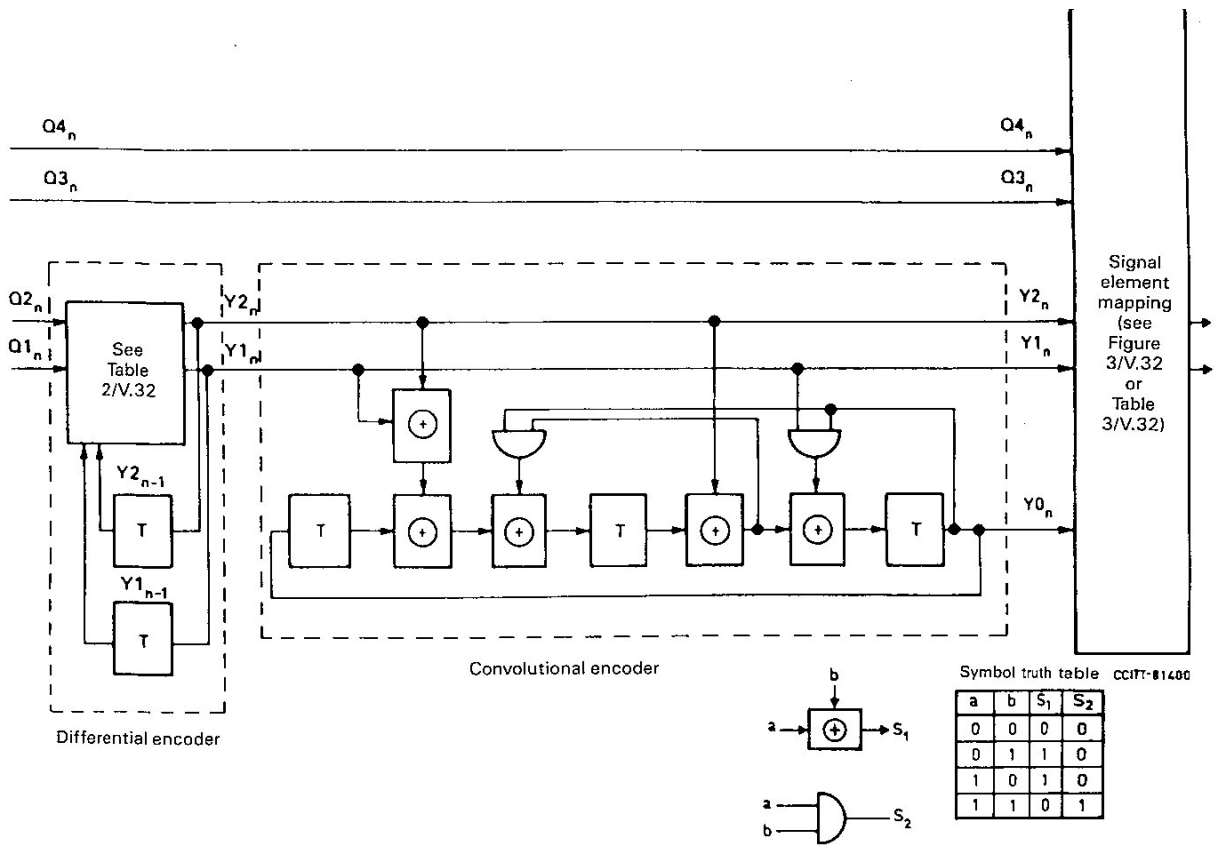 Q4n Q4n
Q3n Q3n
Q2n Y2n Y2n
Q1n Y1n Y1n
See
Table
2/V.32
Signal
element
mapping
(see
Figure
3/V.32
or
Table
3/V.32)
Y2n-1
T
Y1n-1
T
T T T
Y0n
Differential encoder
Convolutional encoder
b
a S1
a
b S2
Symbol truth table CCITT-81400
a b S1 S2
0 0 0 0
0 1 1 0
1 0 1 0
1 1 0 1